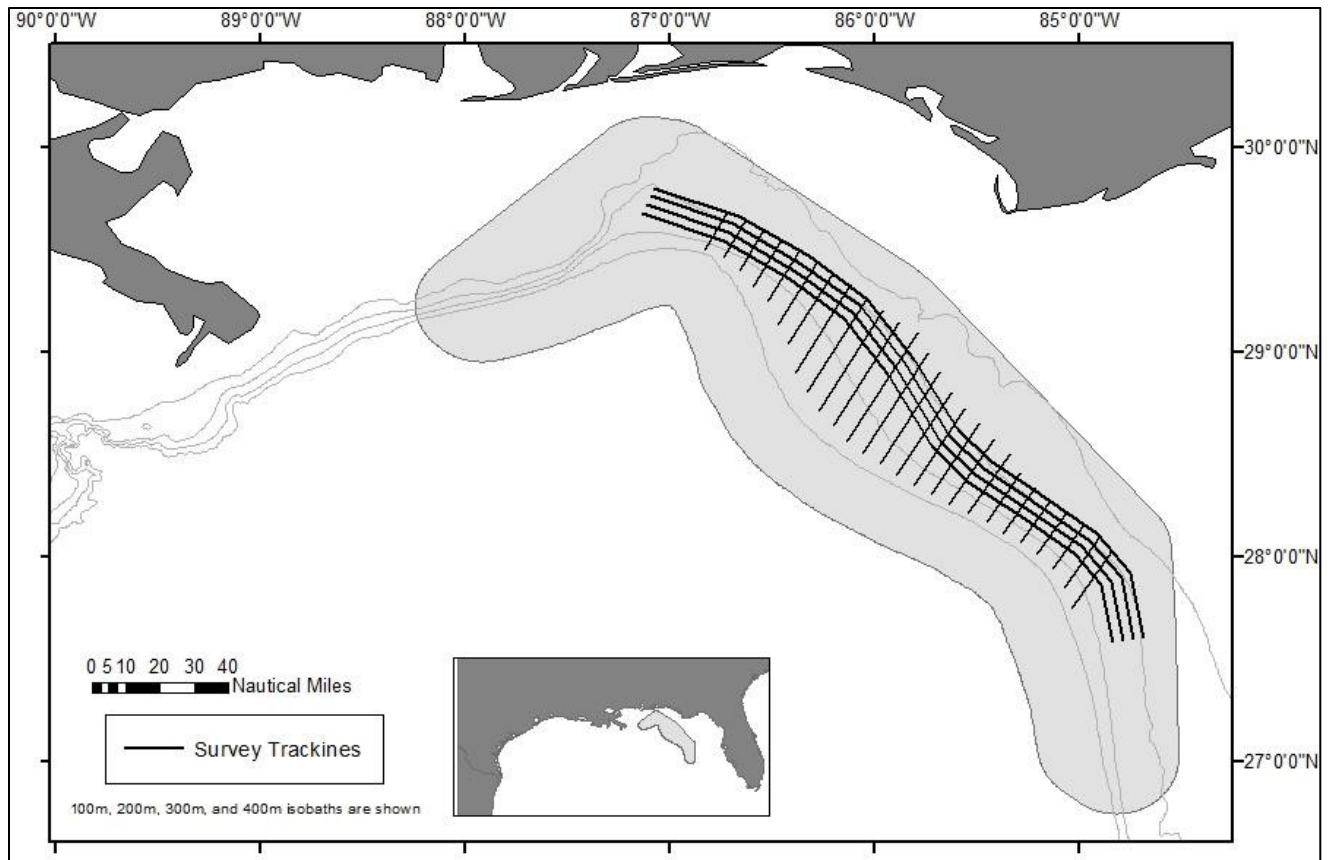 90°0'0"W 89°0'0"W 88°0'0"W 87°0'0"W 86°0'0"W 85°0'0"W
30°0'0"N
29°0'0"N
28°0'0"N
27°0'0"N
0 5 10 20 30 40
Nautical Miles
Survey Trackines
100m, 200m, 300m, and 400m isobaths are shown